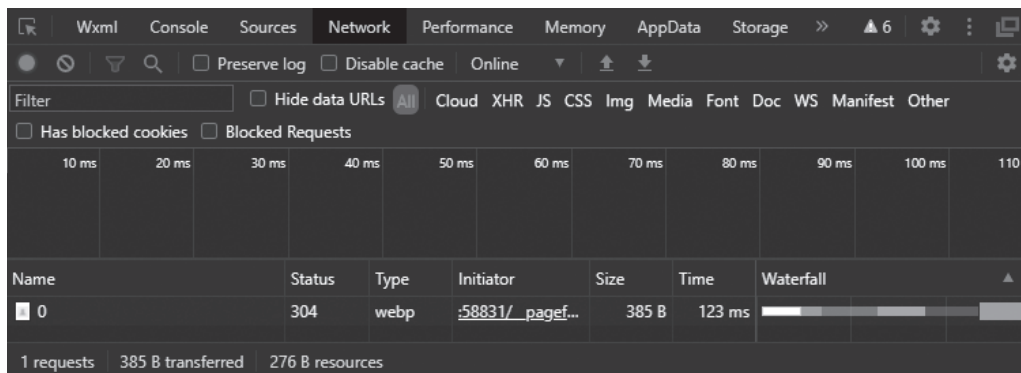 Wxml Console Sources Network Performance Memory AppData Storage » 6
Preserve log Disable cache Online
Filter Hide data URLs All Cloud XHR JS CSS Img Media Font Doc WS Manifest Other
Has blocked cookies Blocked Requests
10 ms 20 ms 30 ms 40 ms 50 ms 60 ms 70 ms 80 ms 90 ms 100 ms 110
Name Status Type Initiator Size Time Waterfall
0 304 webp :58831/__pagef... 385 B 123 ms
1 requests 385 B transferred 276 B resources